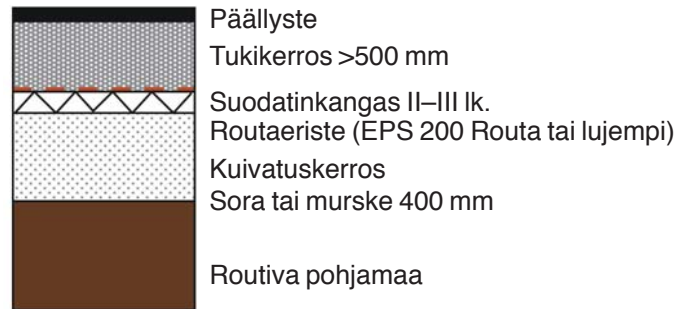 Päällyste
Tukikerros >500 mm
Suodatinkangas II–III lk.
Routaeriste (EPS 200 Routa tai lujempi)
Kuivatuskerros
Sora tai murske 400 mm
Routiva pohjamaa